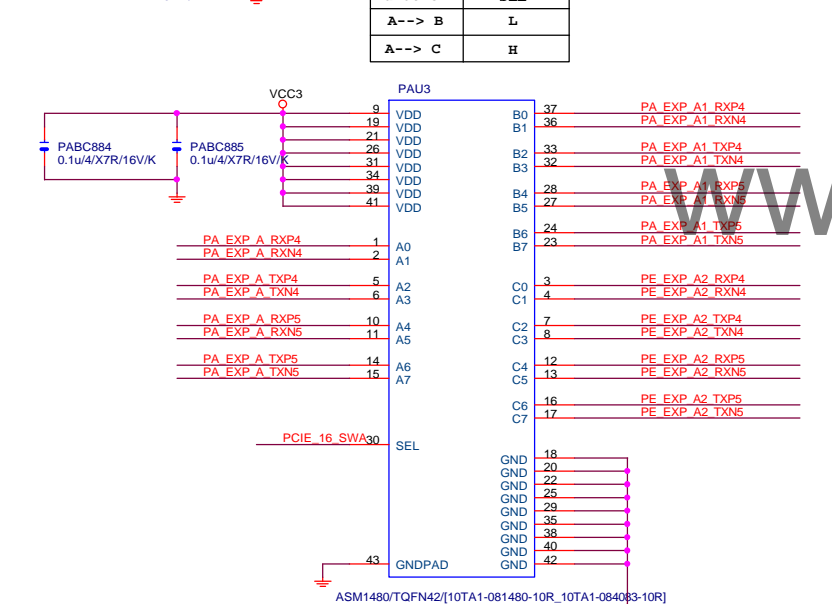 A--> B L
A--> C H
PAU3
VCC3
PABC884
0.1u/4/X7R/16V/K
PABC885
0.1u/4/X7R/16V/K
9 VDD
19 VDD
21 VDD
26 VDD
31 VDD
34 VDD
39 VDD
41 VDD
PA_EXP_A_RXP4 1 A0
PA_EXP_A_RXN4 2 A1
PA_EXP_A_TXP4 5 A2
PA_EXP_A_TXN4 6 A3
PA_EXP_A_RXP5 10 A4
PA_EXP_A_RXN5 11 A5
PA_EXP_A_TXP5 14 A6
PA_EXP_A_TXN5 15 A7
PCIE_16_SWA 30 SEL
43 GNDPAD
B0 37 PA_EXP_A1_RXP4
B1 36 PA_EXP_A1_RXN4
B2 33 PA_EXP_A1_TXP4
B3 32 PA_EXP_A1_TXN4
B4 28 PA_EXP_A1_RXP5
B5 27 PA_EXP_A1_RXN5
B6 24 PA_EXP_A1_TXP5
B7 23 PA_EXP_A1_TXN5
C0 3 PE_EXP_A2_RXP4
C1 4 PE_EXP_A2_RXN4
C2 7 PE_EXP_A2_TXP4
C3 8 PE_EXP_A2_TXN4
C4 12 PE_EXP_A2_RXP5
C5 13 PE_EXP_A2_RXN5
C6 16 PE_EXP_A2_TXP5
C7 17 PE_EXP_A2_TXN5
GND 18
GND 20
GND 22
GND 25
GND 29
GND 35
GND 38
GND 40
GND 42
ASM1480/TQFN42/[10TA1-081480-10R_10TA1-084083-10R]